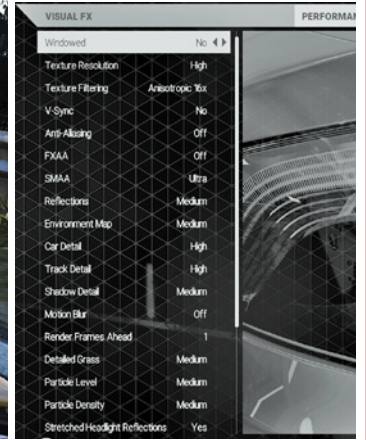 VISUAL FX
PERFORMAN
Windowed No
Texture Resolution High
Texture Filtering Anisotropic 16x
V-Sync No
Anti-Aliasing Off
FXAA Off
SMAA Ultra
Reflections Medium
Environment Map Medium
Car Detail High
Track Detail High
Shadow Detail Medium
Motion Blur Off
Render Frames Ahead 1
Detailed Grass Medium
Particle Level Medium
Particle Density Medium
Stretched Headlight Reflections Yes